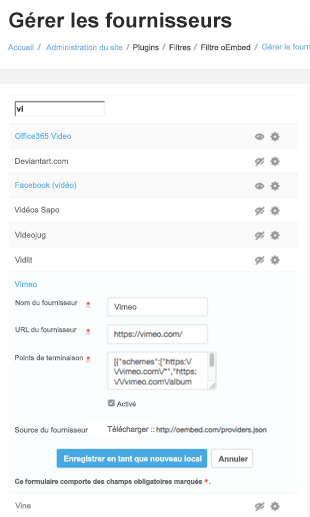 Gérer les fournisseurs
Accueil / Administration du site / Plugins / Filtres / Filtre oEmbed / Gérer le fourn
vi
Office365 Video
Deviantart.com
Facebook (vidéo)
Vidéos Sapo
Videojug
Vidlit
Vimeo
Nom du fournisseur * Vimeo
URL du fournisseur * https://vimeo.com/
Points de terminaison * [{"schemes":["https:\/
\/vimeo.com\/*","https:
\/\/vimeo.com\/album
Activé
Source du fournisseur Télécharger :: http://oembed.com/providers.json
Enregistrer en tant que nouveau local Annuler
Ce formulaire comporte des champs obligatoires marqués *.
Vine